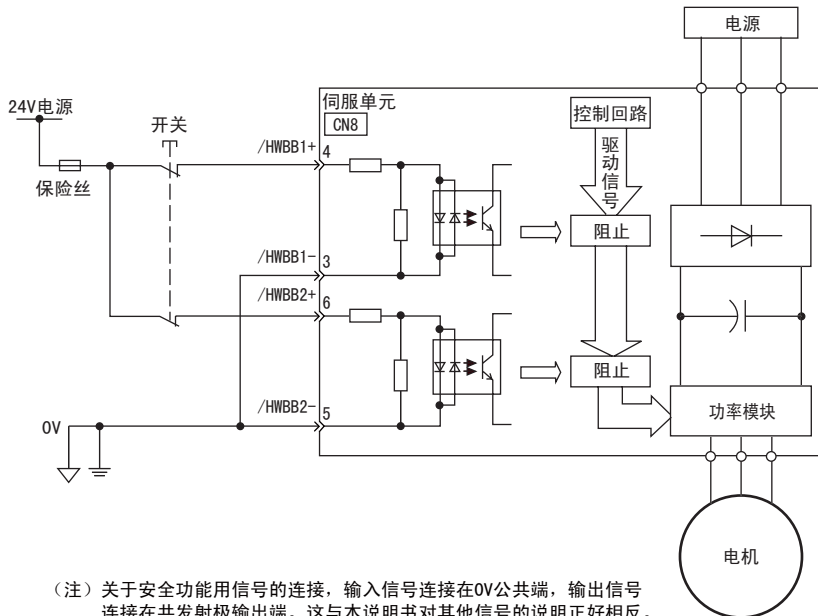 电源
24V电源
开关
保险丝
伺服单元
CN8
/HWBB1+
4
/HWBB1-
3
/HWBB2+
6
/HWBB2-
5
0V
控制回路
驱动信号
阻止
阻止
功率模块
电机
（注）关于安全功能用信号的连接，输入信号连接在0V公共端，输出信号
连接在共发射极输出端。这与本说明书对其他信号的说明正好相反。